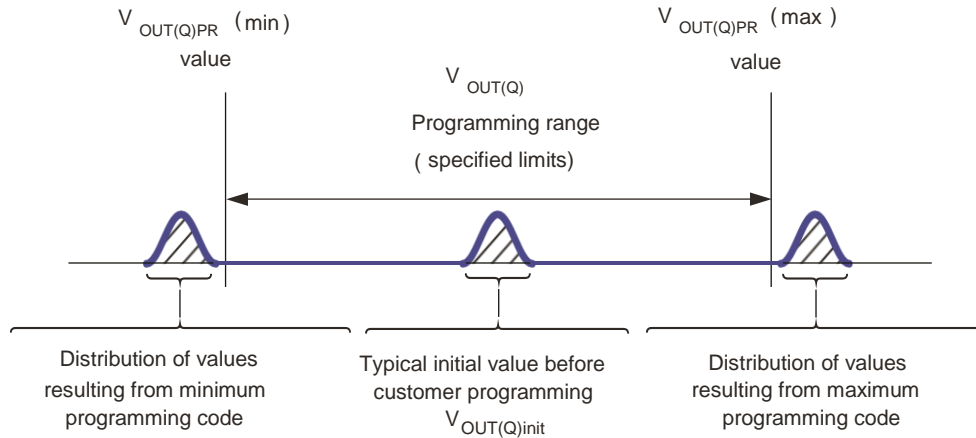 V OUT(Q)PR (min)
value
V OUT(Q)PR (max )
value
V OUT(Q)
Programming range
( specified limits)
Distribution of values
resulting from minimum
programming code
Typical initial value before
customer programming
VOUT(Q)init
Distribution of values
resulting from maximum
programming code